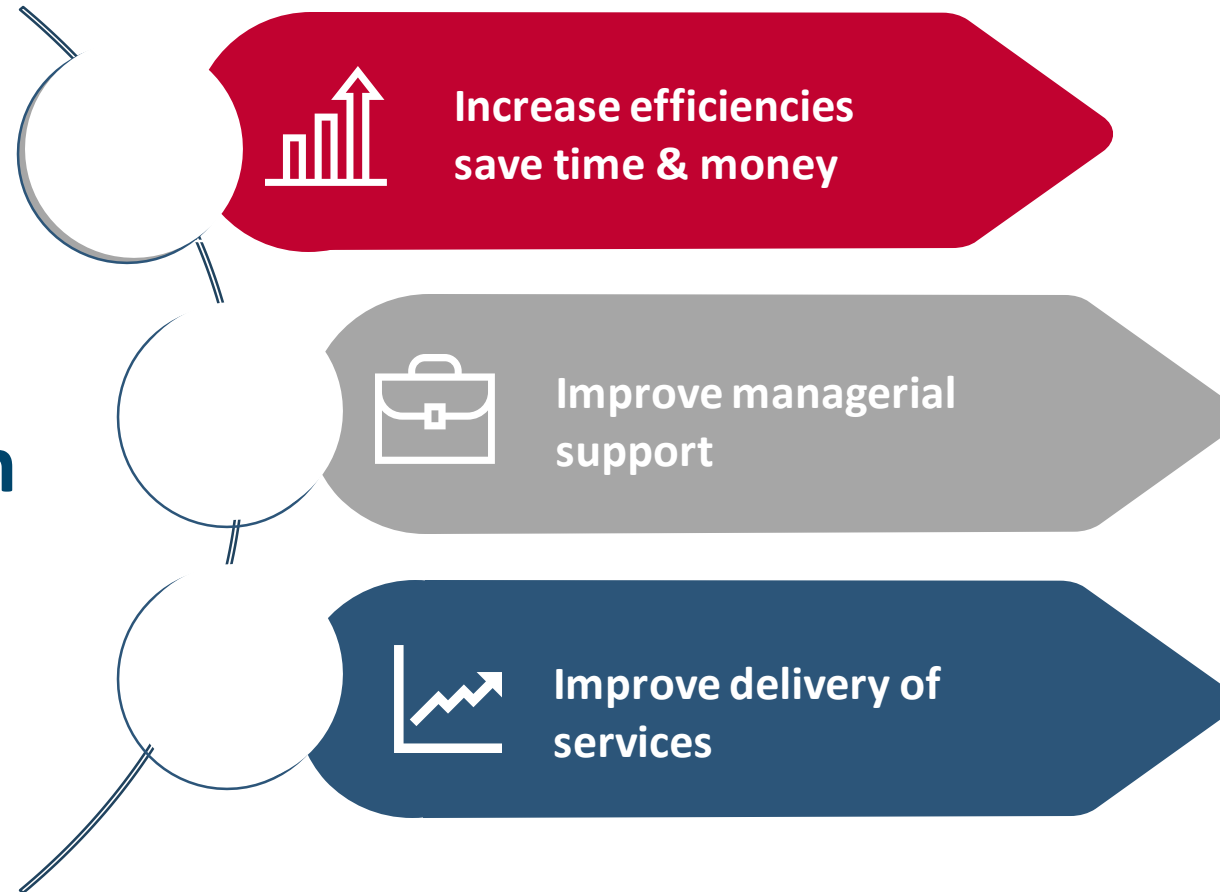 Increase efficiencies
save time & money
Improve managerial
support
Improve delivery of
services